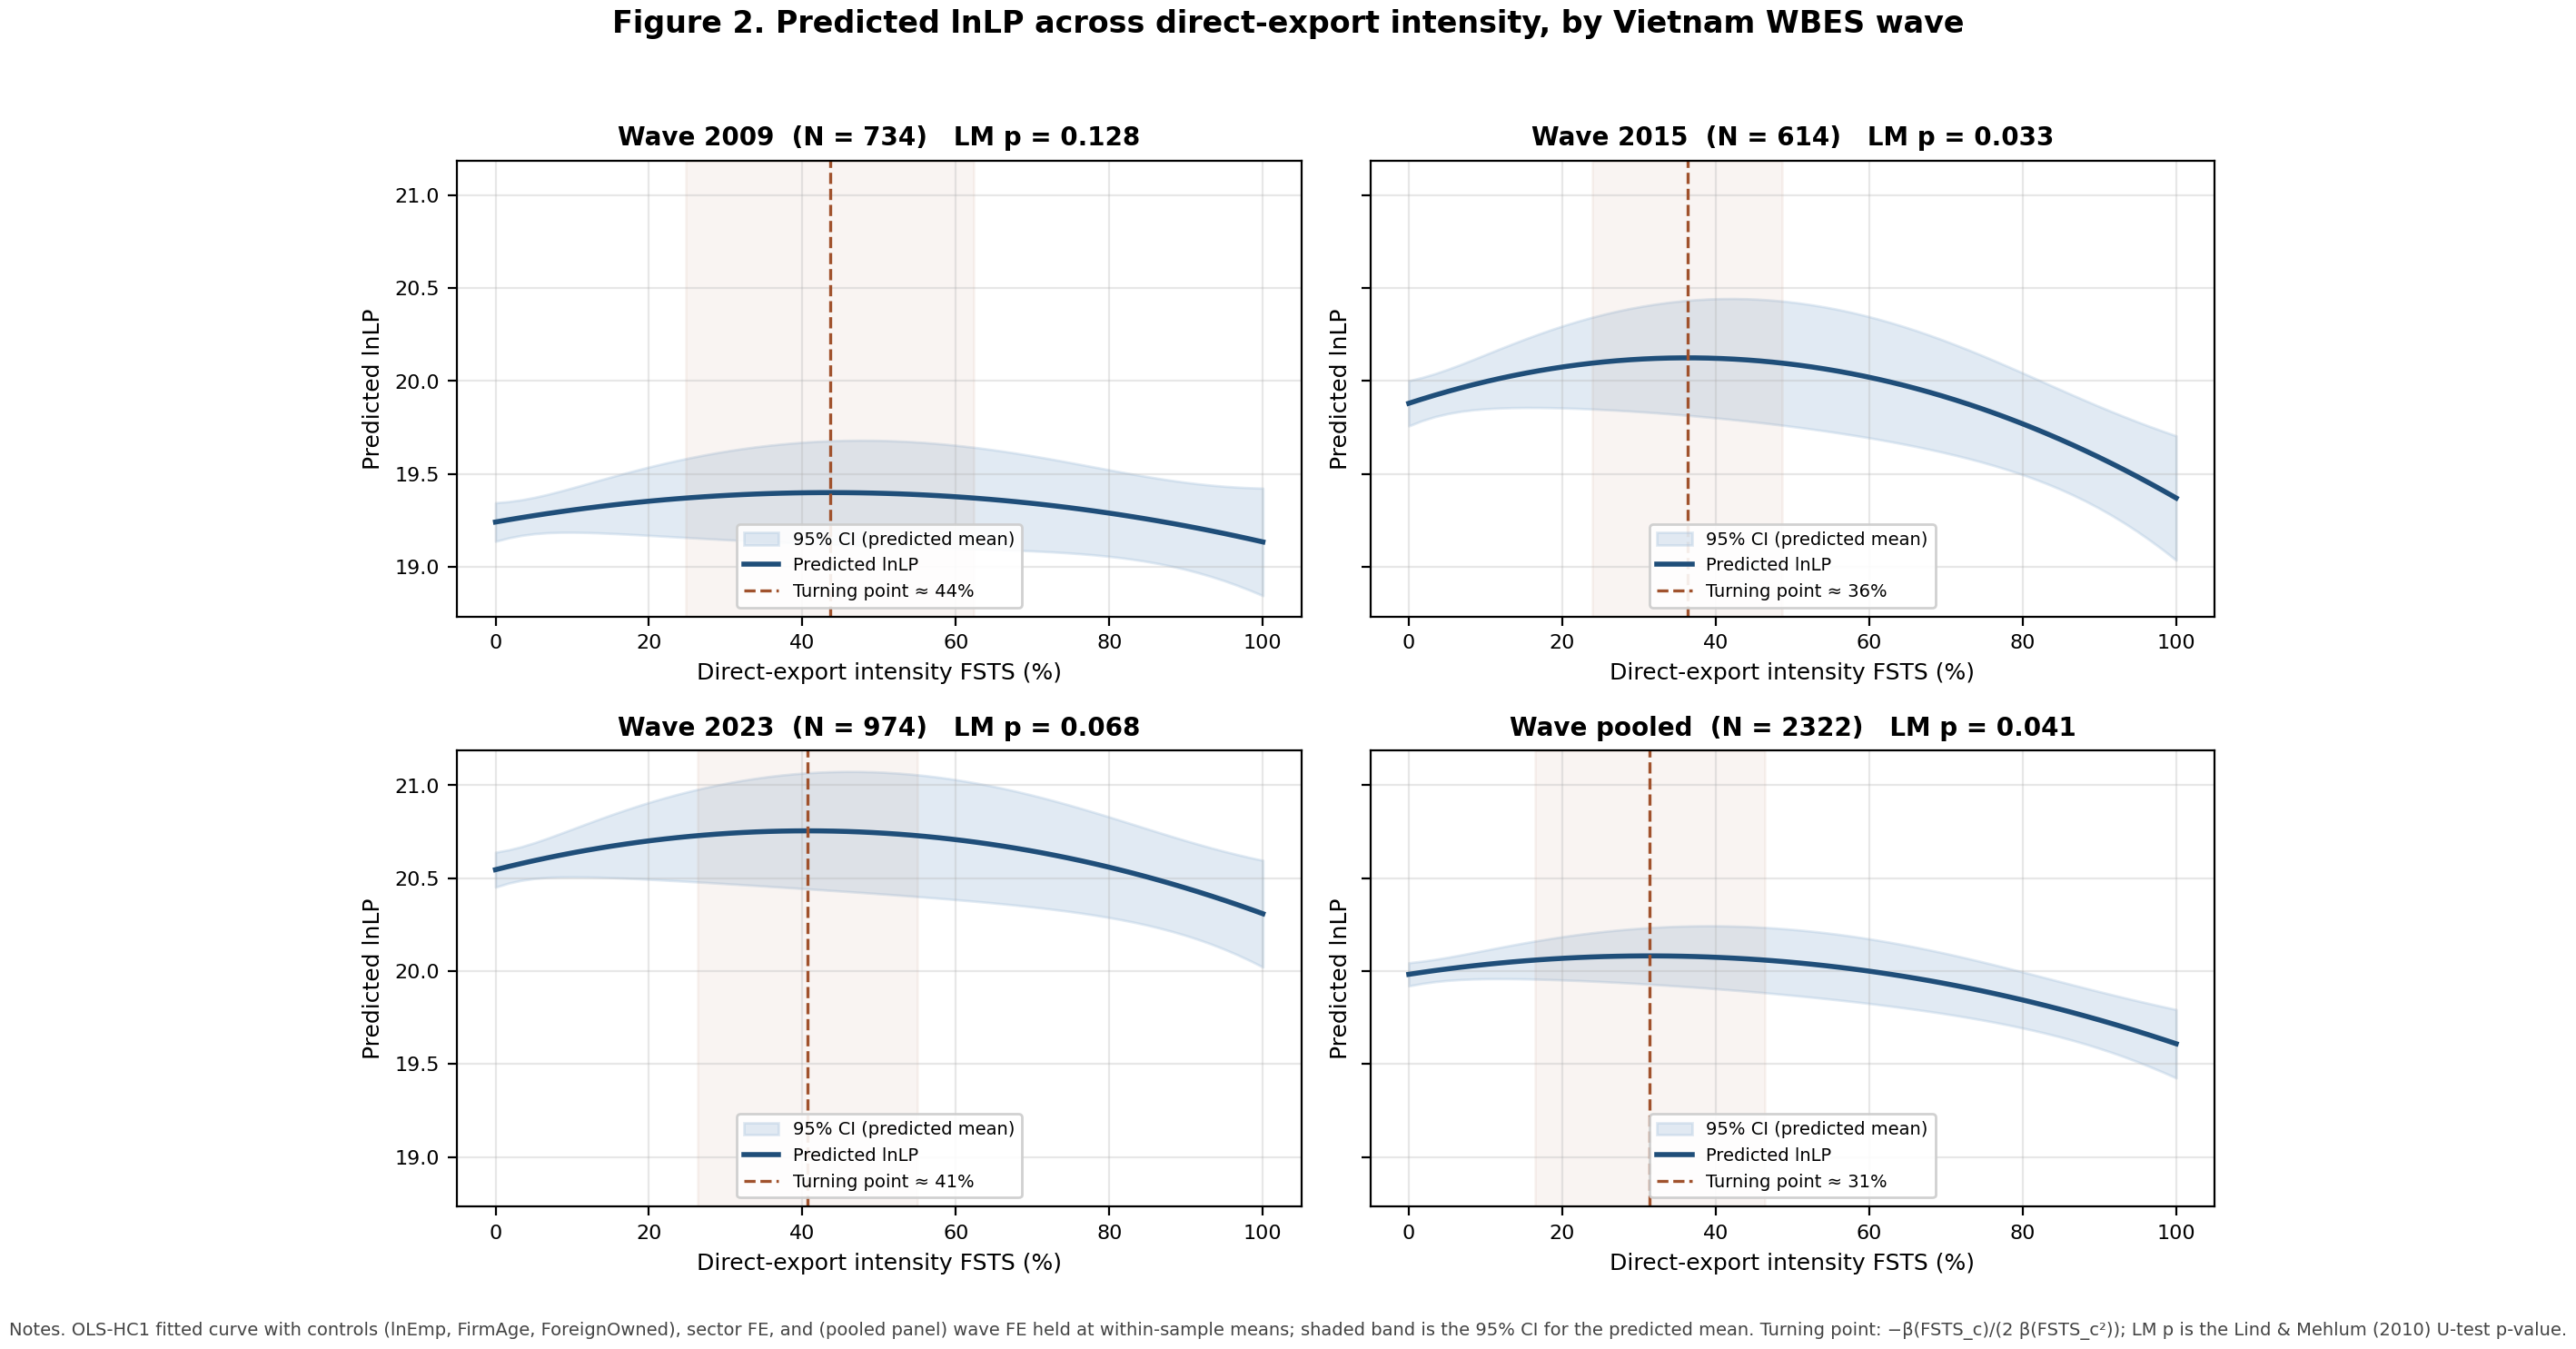 Figure 2. Predicted lnLP across direct-export intensity, by Vietnam WBES wave
Wave 2009 (N = 734) LM p = 0.128
Predicted lnLP
21.0
20.5
20.0
19.5
19.0
95% CI (predicted mean)
Predicted lnLP
Turning point ≈ 44%
0 20 40 60 80 100
Direct-export intensity FSTS (%)
Wave 2015 (N = 614) LM p = 0.033
Predicted lnLP
95% CI (predicted mean)
Predicted lnLP
Turning point ≈ 36%
0 20 40 60 80 100
Direct-export intensity FSTS (%)
Wave 2023 (N = 974) LM p = 0.068
Predicted lnLP
21.0
20.5
20.0
19.5
19.0
95% CI (predicted mean)
Predicted lnLP
Turning point ≈ 41%
0 20 40 60 80 100
Direct-export intensity FSTS (%)
Wave pooled (N = 2322) LM p = 0.041
Predicted lnLP
95% CI (predicted mean)
Predicted lnLP
Turning point ≈ 31%
0 20 40 60 80 100
Direct-export intensity FSTS (%)
Notes. OLS-HC1 fitted curve with controls (lnEmp, FirmAge, ForeignOwned), sector FE, and (pooled panel) wave FE held at within-sample means; shaded band is the 95% CI for the predicted mean. Turning point: −β(FSTS_c)/(2 β(FSTS_c²)); LM p is the Lind & Mehlum (2010) U-test p-value.